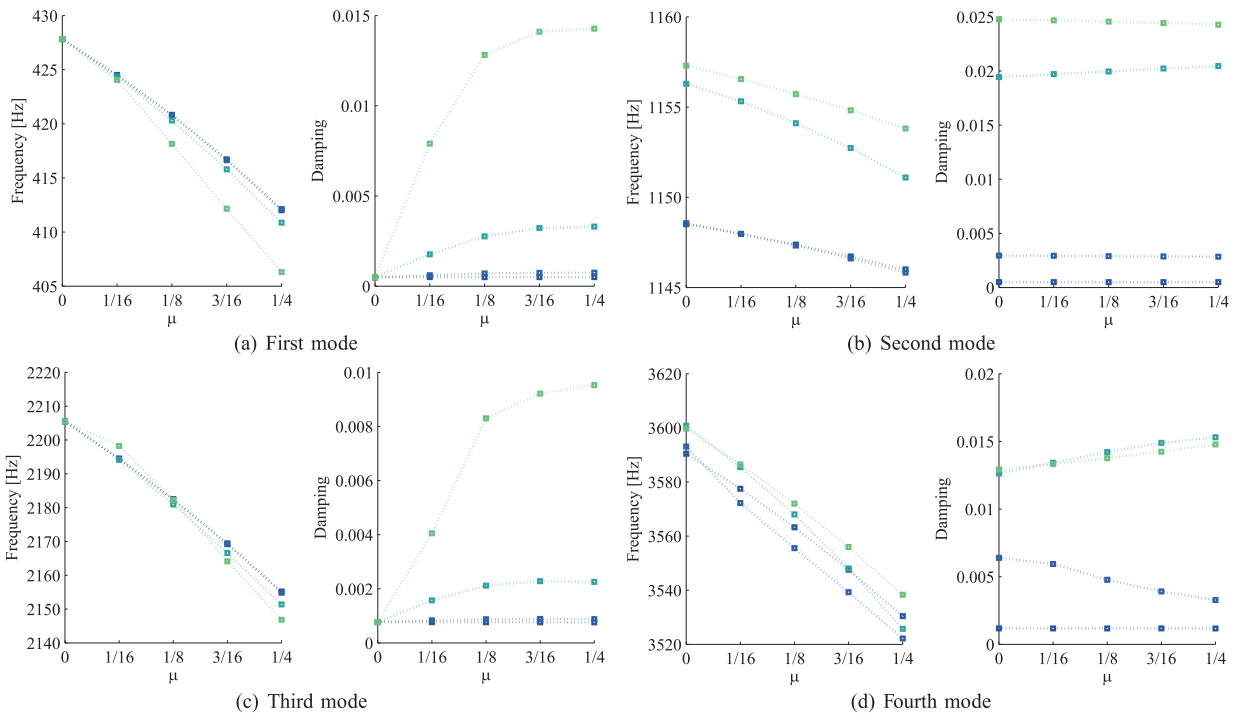 430
425
420
415
410
405
Frequency [Hz]
0 1/16 1/8 3/16 1/4
μ
0.015
0.01
0.005
0
Damping
0 1/16 1/8 3/16 1/4
μ
(a) First mode
1160
1155
1150
1145
Frequency [Hz]
0 1/16 1/8 3/16 1/4
μ
0.025
0.02
0.015
0.01
0.005
0
Damping
0 1/16 1/8 3/16 1/4
μ
(b) Second mode
2220
2210
2200
2190
2180
2170
2160
2150
2140
Frequency [Hz]
0 1/16 1/8 3/16 1/4
μ
0.01
0.008
0.006
0.004
0.002
0
Damping
0 1/16 1/8 3/16 1/4
μ
(c) Third mode
3620
3600
3580
3560
3540
3520
Frequency [Hz]
0 1/16 1/8 3/16 1/4
μ
0.02
0.015
0.01
0.005
0
Damping
0 1/16 1/8 3/16 1/4
μ
(d) Fourth mode